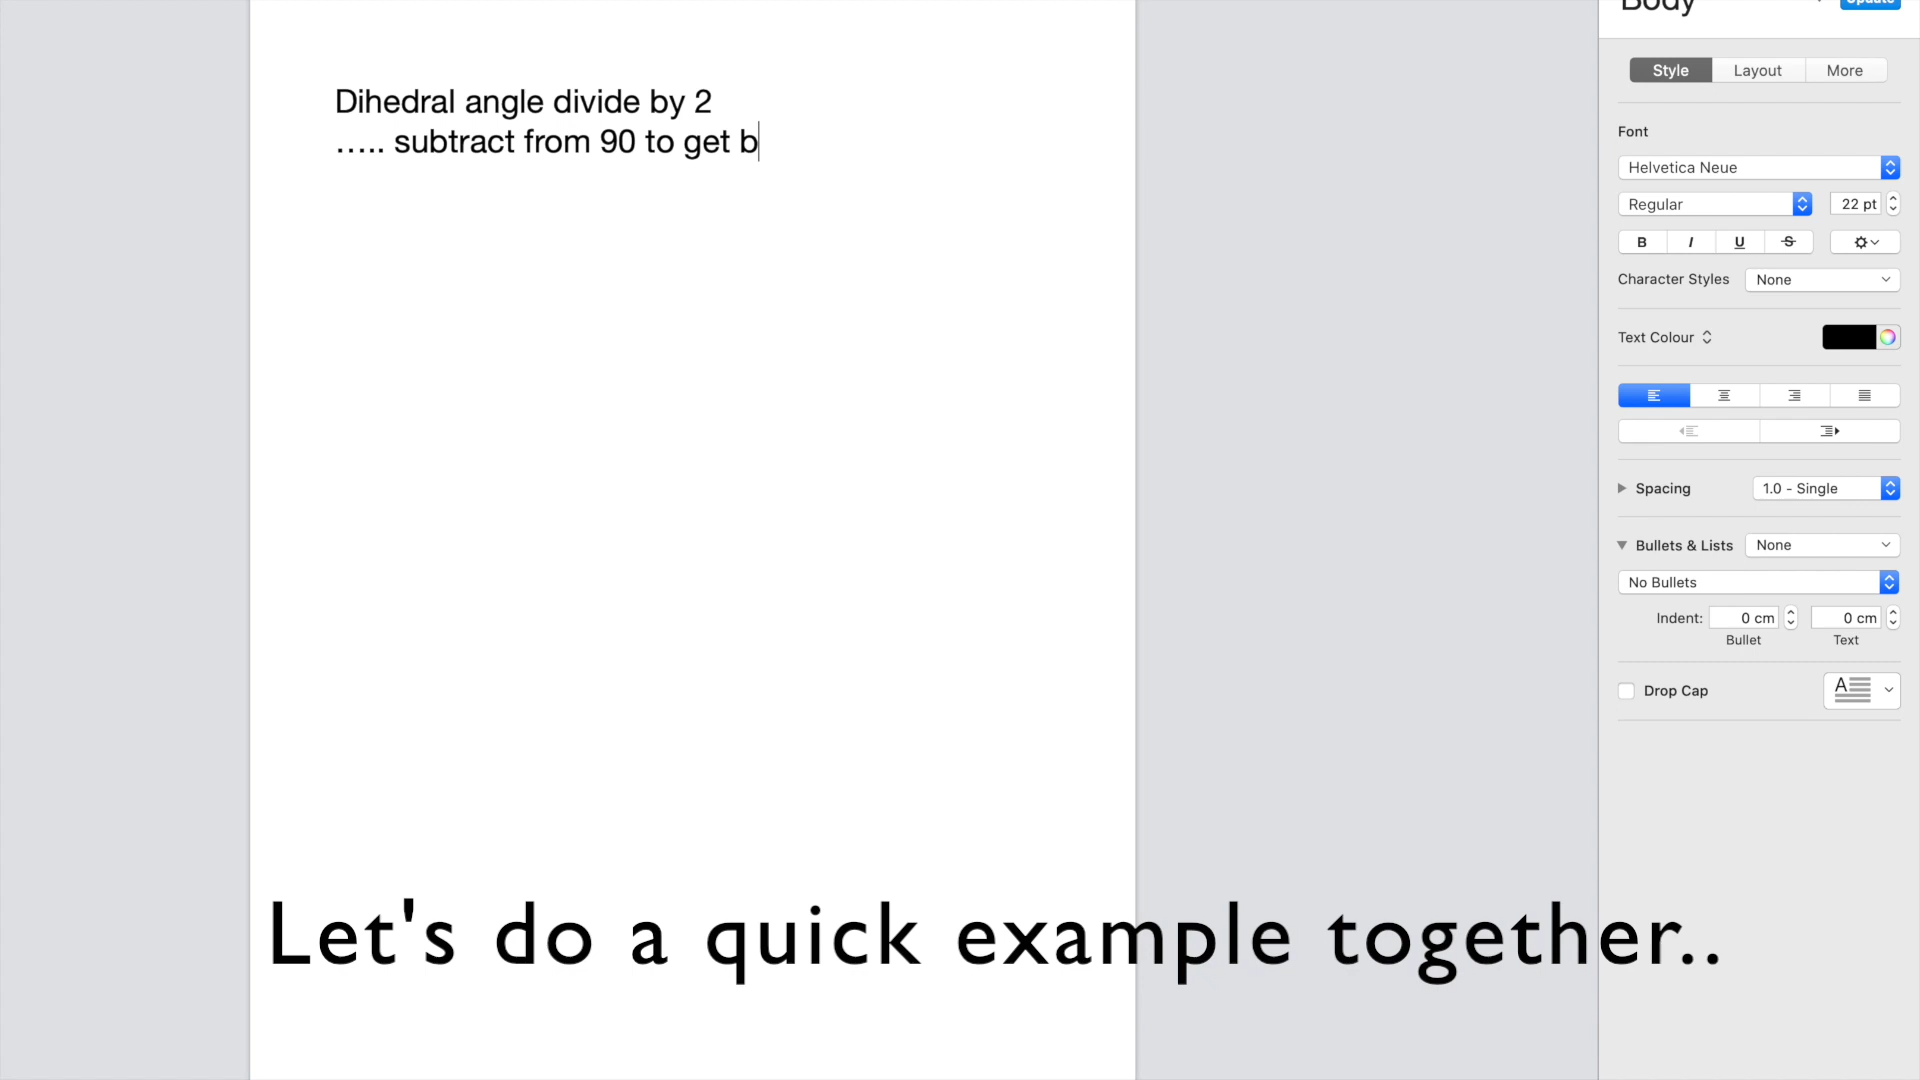 Body
Update
Style Layout More
Dihedral angle divide by 2
….. subtract from 90 to get b
Font
Helvetica Neue
Regular 22 pt
B I U S
Character Styles None
Text Colour
Spacing 1.0 - Single
Bullets & Lists None
No Bullets
Indent: 0 cm 0 cm
Bullet Text
Drop Cap A
Let's do a quick example together..